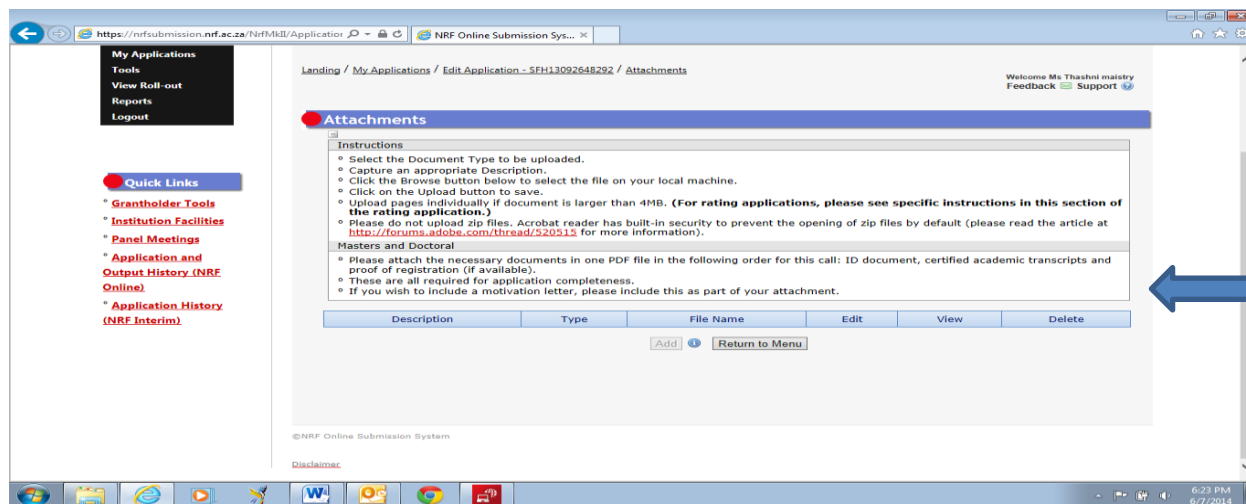 https://nrfsubmission.nrf.ac.za/NrfMkII/Applicatior
NRF Online Submission Sys...
My Applications
Tools
View Roll-out
Reports
Logout
Landing / My Applications / Edit Application - SFH13092648292 / Attachments
Welcome Ms Thashni maistry
Feedback Support
Attachments
Instructions
° Select the Document Type to be uploaded.
° Capture an appropriate Description.
° Click the Browse button below to select the file on your local machine.
° Click on the Upload button to save.
° Upload pages individually if document is larger than 4MB. (For rating applications, please see specific instructions in this section of
the rating application.)
° Please do not upload zip files. Acrobat reader has built-in security to prevent the opening of zip files by default (please read the article at
http://forums.adobe.com/thread/520515 for more information).
Masters and Doctoral
° Please attach the necessary documents in one PDF file in the following order for this call: ID document, certified academic transcripts and
proof of registration (if available).
° These are all required for application completeness.
° If you wish to include a motivation letter, please include this as part of your attachment.
Quick Links
° Grantholder Tools
° Institution Facilities
° Panel Meetings
° Application and
Output History (NRF
Online)
° Application History
(NRF Interim)
Description Type File Name Edit View Delete
Add Return to Menu
©NRF Online Submission System
Disclaimer
6:23 PM
6/7/2014